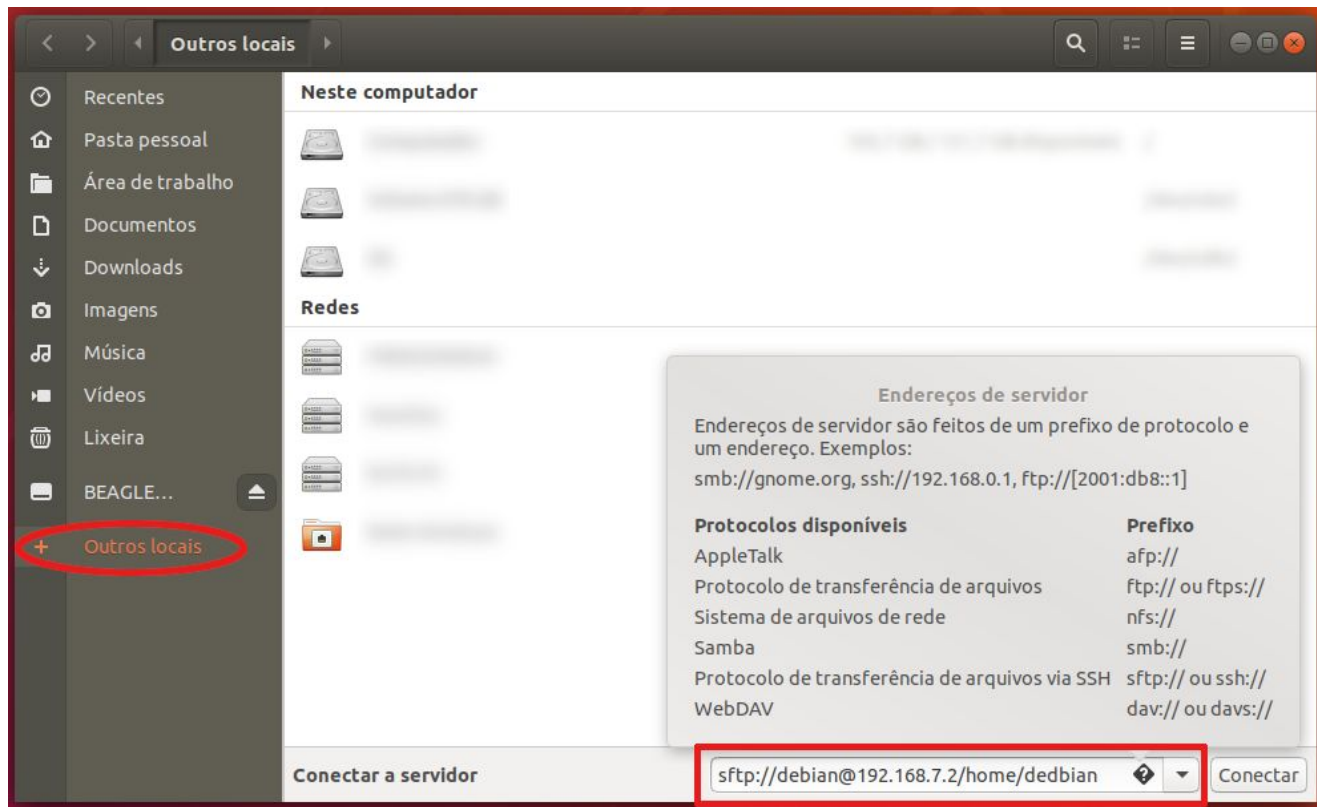 Outros locais
Recentes
Pasta pessoal
Área de trabalho
Documentos
Downloads
Imagens
Música
Vídeos
Lixeira
BEAGLE...
+ Outros locais
Neste computador
Redes
Endereços de servidor
Endereços de servidor são feitos de um prefixo de protocolo e
um endereço. Exemplos:
smb://gnome.org, ssh://192.168.0.1, ftp://[2001:db8::1]
Protocolos disponíveis Prefixo
AppleTalk afp://
Protocolo de transferência de arquivos ftp:// ou ftps://
Sistema de arquivos de rede nfs://
Samba smb://
Protocolo de transferência de arquivos via SSH sftp:// ou ssh://
WebDAV dav:// ou davs://
Conectar a servidor sftp://debian@192.168.7.2/home/dedbian Conectar